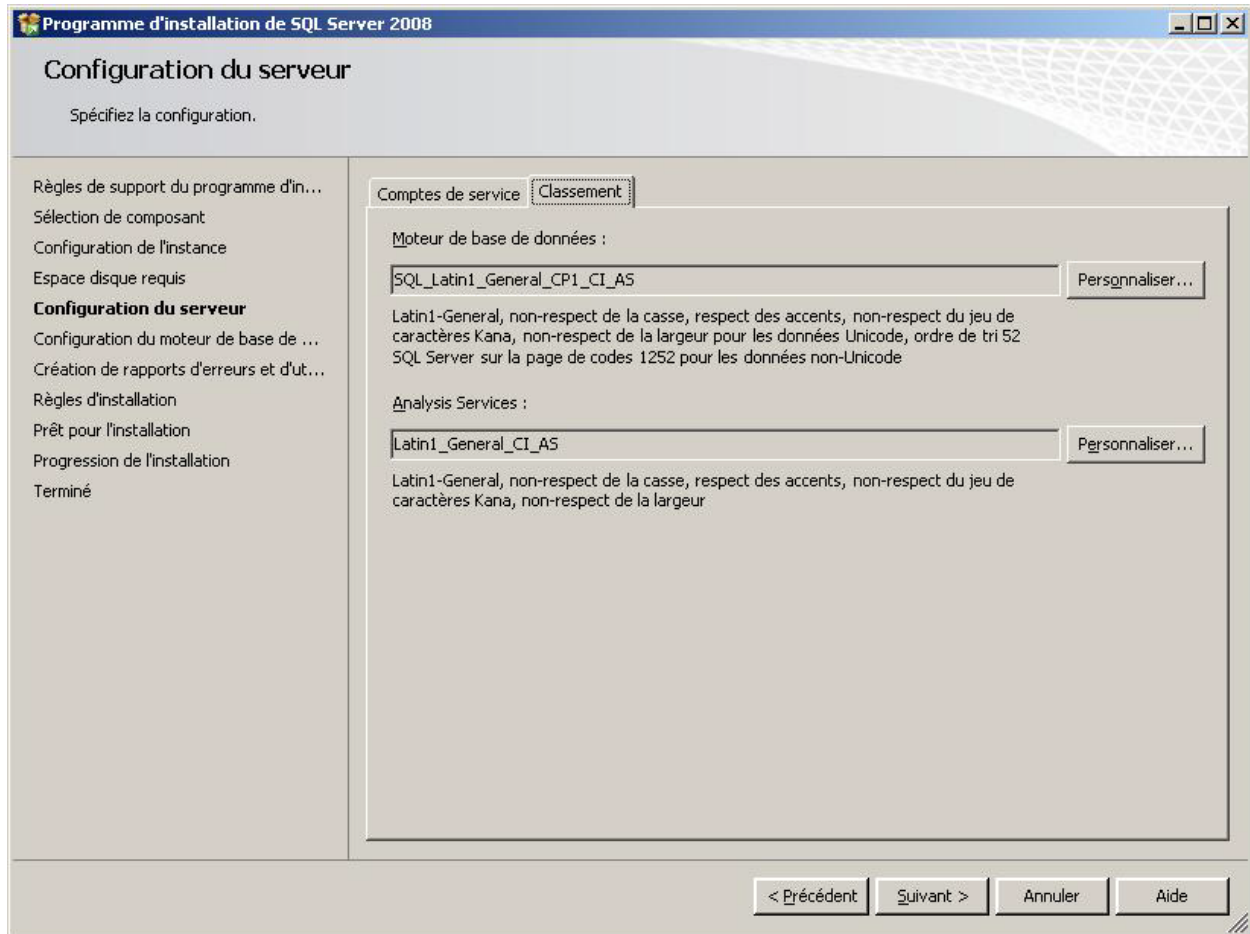 Programme d'installation de SQL Server 2008
Configuration du serveur
Spécifiez la configuration.
Règles de support du programme d'in...
Sélection de composant
Configuration de l'instance
Espace disque requis
Configuration du serveur
Configuration du moteur de base de ...
Création de rapports d'erreurs et d'ut...
Règles d'installation
Prêt pour l'installation
Progression de l'installation
Terminé
Comptes de service
Classement
Moteur de base de données :
SQL_Latin1_General_CP1_CI_AS
Personnaliser...
Latin1-General, non-respect de la casse, respect des accents, non-respect du jeu de
caractères Kana, non-respect de la largeur pour les données Unicode, ordre de tri 52
SQL Server sur la page de codes 1252 pour les données non-Unicode
Analysis Services :
Latin1_General_CI_AS
Personnaliser...
Latin1-General, non-respect de la casse, respect des accents, non-respect du jeu de
caractères Kana, non-respect de la largeur
< Précédent
Suivant >
Annuler
Aide